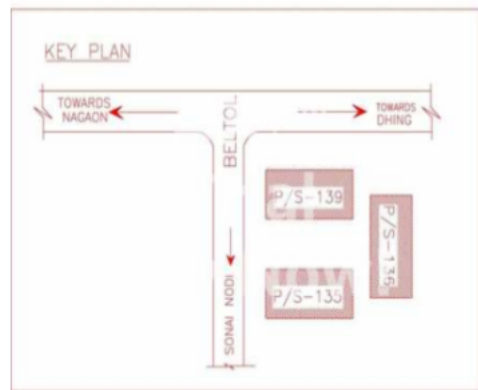 KEY PLAN
TOWARDS
NAGAON
BELTOL
TOWARDS
DHING
P/S-139
P/S-136
SONAI NODI
P/S-135